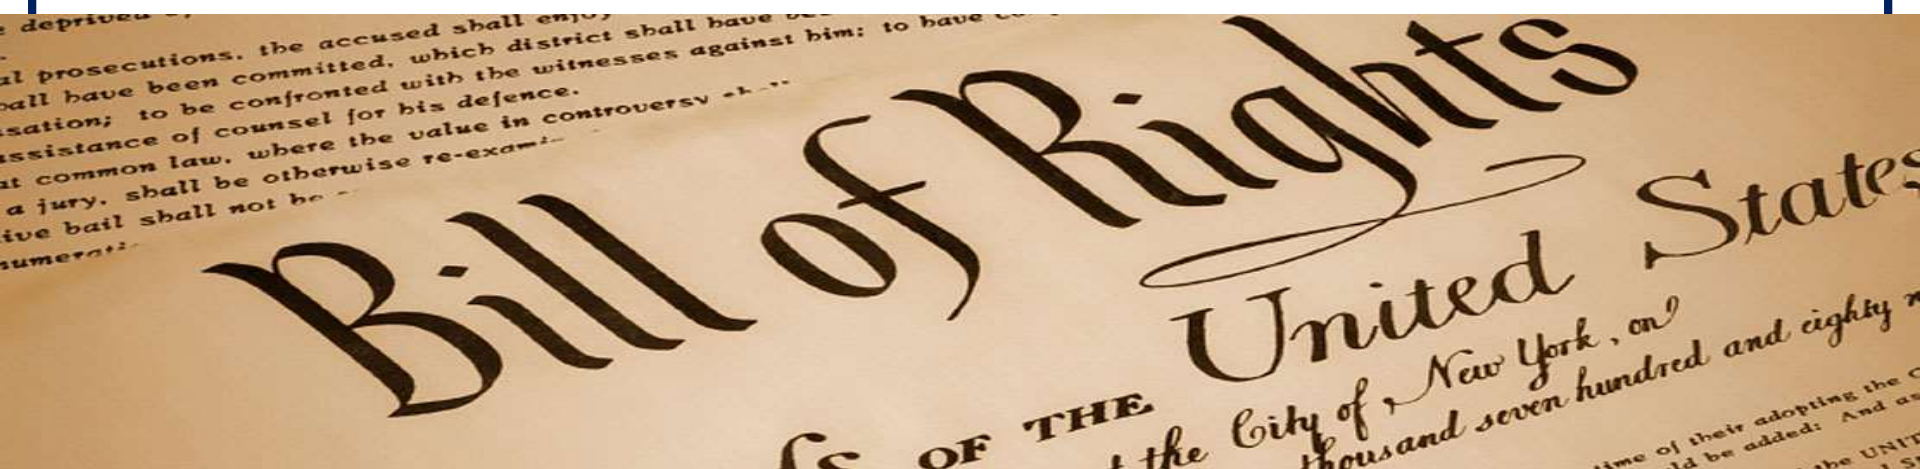 deprived
al prosecutions, the accused shall enjoy
hall have been committed, which district shall have
sation; to be confronted with the witnesses against him; to have
assistance of counsel for his defence.
at common law, where the value in controversy
a jury, shall be otherwise re-exam
ive bail shall not be
numerati
Bill of Rights
OF THE United States
the City of New York, on
thousand seven hundred and eighty
time of their adopting the C
ld be added: And as
the UNIT